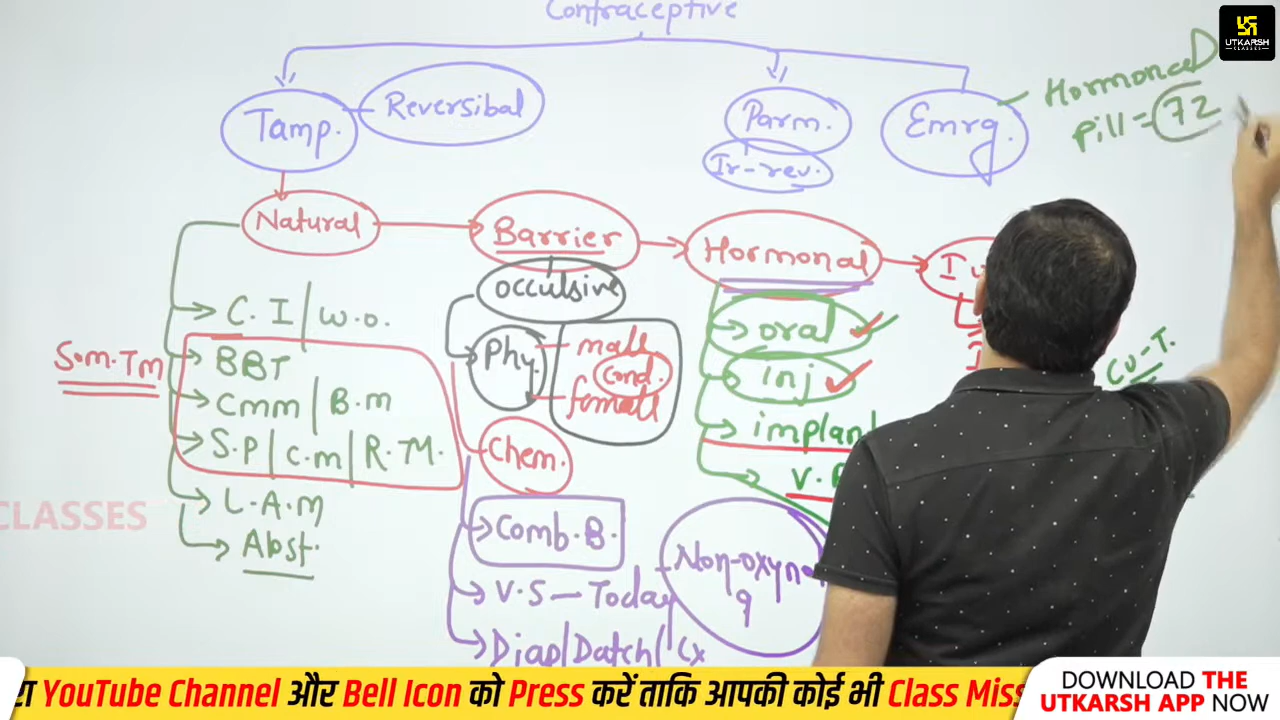 Contraceptive
UTKARSH
CLASSES
Tamp.
Reversibal
Parm.
Ir-rev.
Emrg.
Hormonal
Pill = 72
Natural
Barrier
Hormonal
Occulsive
C.I | w.o.
BBT
Cmm | B.m
S.P | C.m | R.T.M.
L.A.M
Abst.
S.m.Tm
Phy.
male
Cond.
female
Chem.
Comb.B.
V.S — Today
Diap/Datch/Cx
oral
Inj
implant
V.
Non-oxyno
9
Cu-T.
CLASSES
YouTube Channel और Bell Icon को Press करें ताकि आपकी कोई भी Class Miss
DOWNLOAD THE
UTKARSH APP NOW